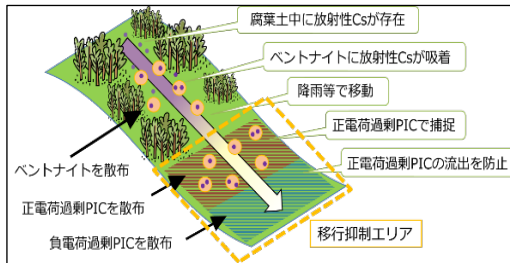 腐葉土中に放射性Csが存在
ベントナイトに放射性Csが吸着
降雨等で移動
正電荷過剰PICで捕捉
正電荷過剰PICの流出を防止
ベントナイトを散布
正電荷過剰PICを散布
負電荷過剰PICを散布
移行抑制エリア